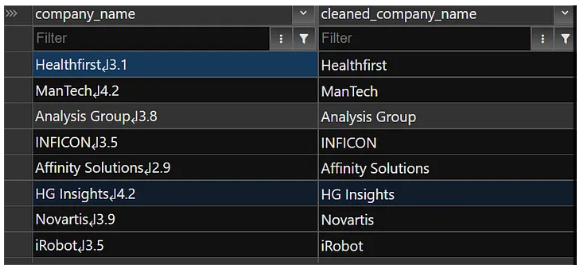 company_name cleaned_company_name
Filter Filter
Healthfirst↲3.1 Healthfirst
ManTech↲4.2 ManTech
Analysis Group↲3.8 Analysis Group
INFICON↲3.5 INFICON
Affinity Solutions↲2.9 Affinity Solutions
HG Insights↲4.2 HG Insights
Novartis↲3.9 Novartis
iRobot↲3.5 iRobot